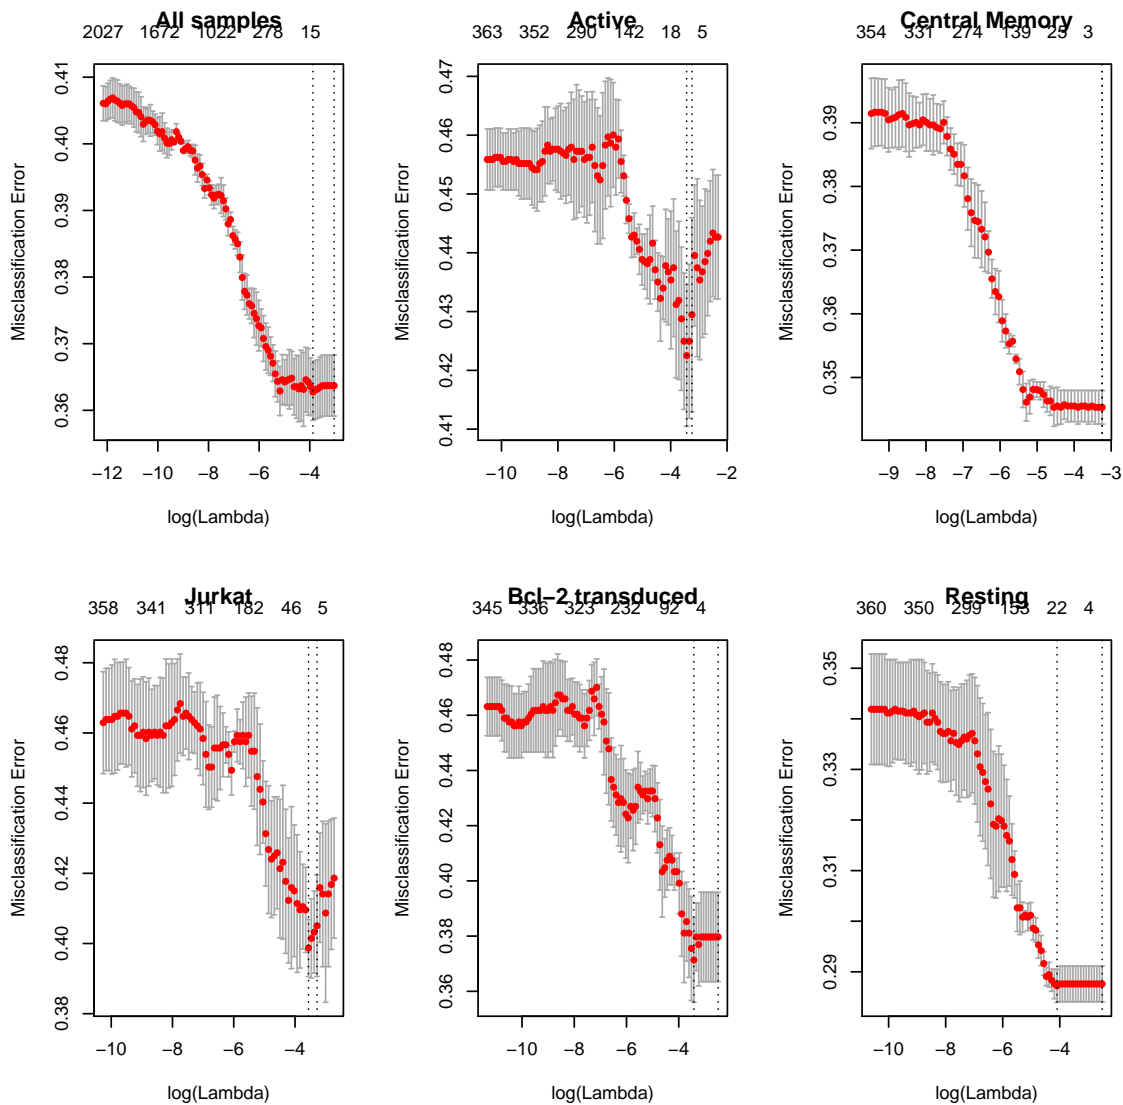 All samples
2027 1672 1022 278 15
Misclassification Error
0.36 0.37 0.38 0.39 0.40 0.41
−12 −10 −8 −6 −4
log(Lambda)
Active
363 352 290 142 18 5
Misclassification Error
0.41 0.42 0.43 0.44 0.45 0.46 0.47
−10 −8 −6 −4 −2
log(Lambda)
Central Memory
354 331 274 139 25 3
Misclassification Error
0.35 0.36 0.37 0.38 0.39
−9 −8 −7 −6 −5 −4 −3
log(Lambda)
Jurkat
358 341 311 182 46 5
Misclassification Error
0.38 0.40 0.42 0.44 0.46 0.48
−10 −8 −6 −4
log(Lambda)
Bcl−2 transduced
345 336 323 232 92 4
Misclassification Error
0.36 0.38 0.40 0.42 0.44 0.46 0.48
−10 −8 −6 −4
log(Lambda)
Resting
360 350 299 153 22 4
Misclassification Error
0.29 0.31 0.33 0.35
−10 −8 −6 −4
log(Lambda)